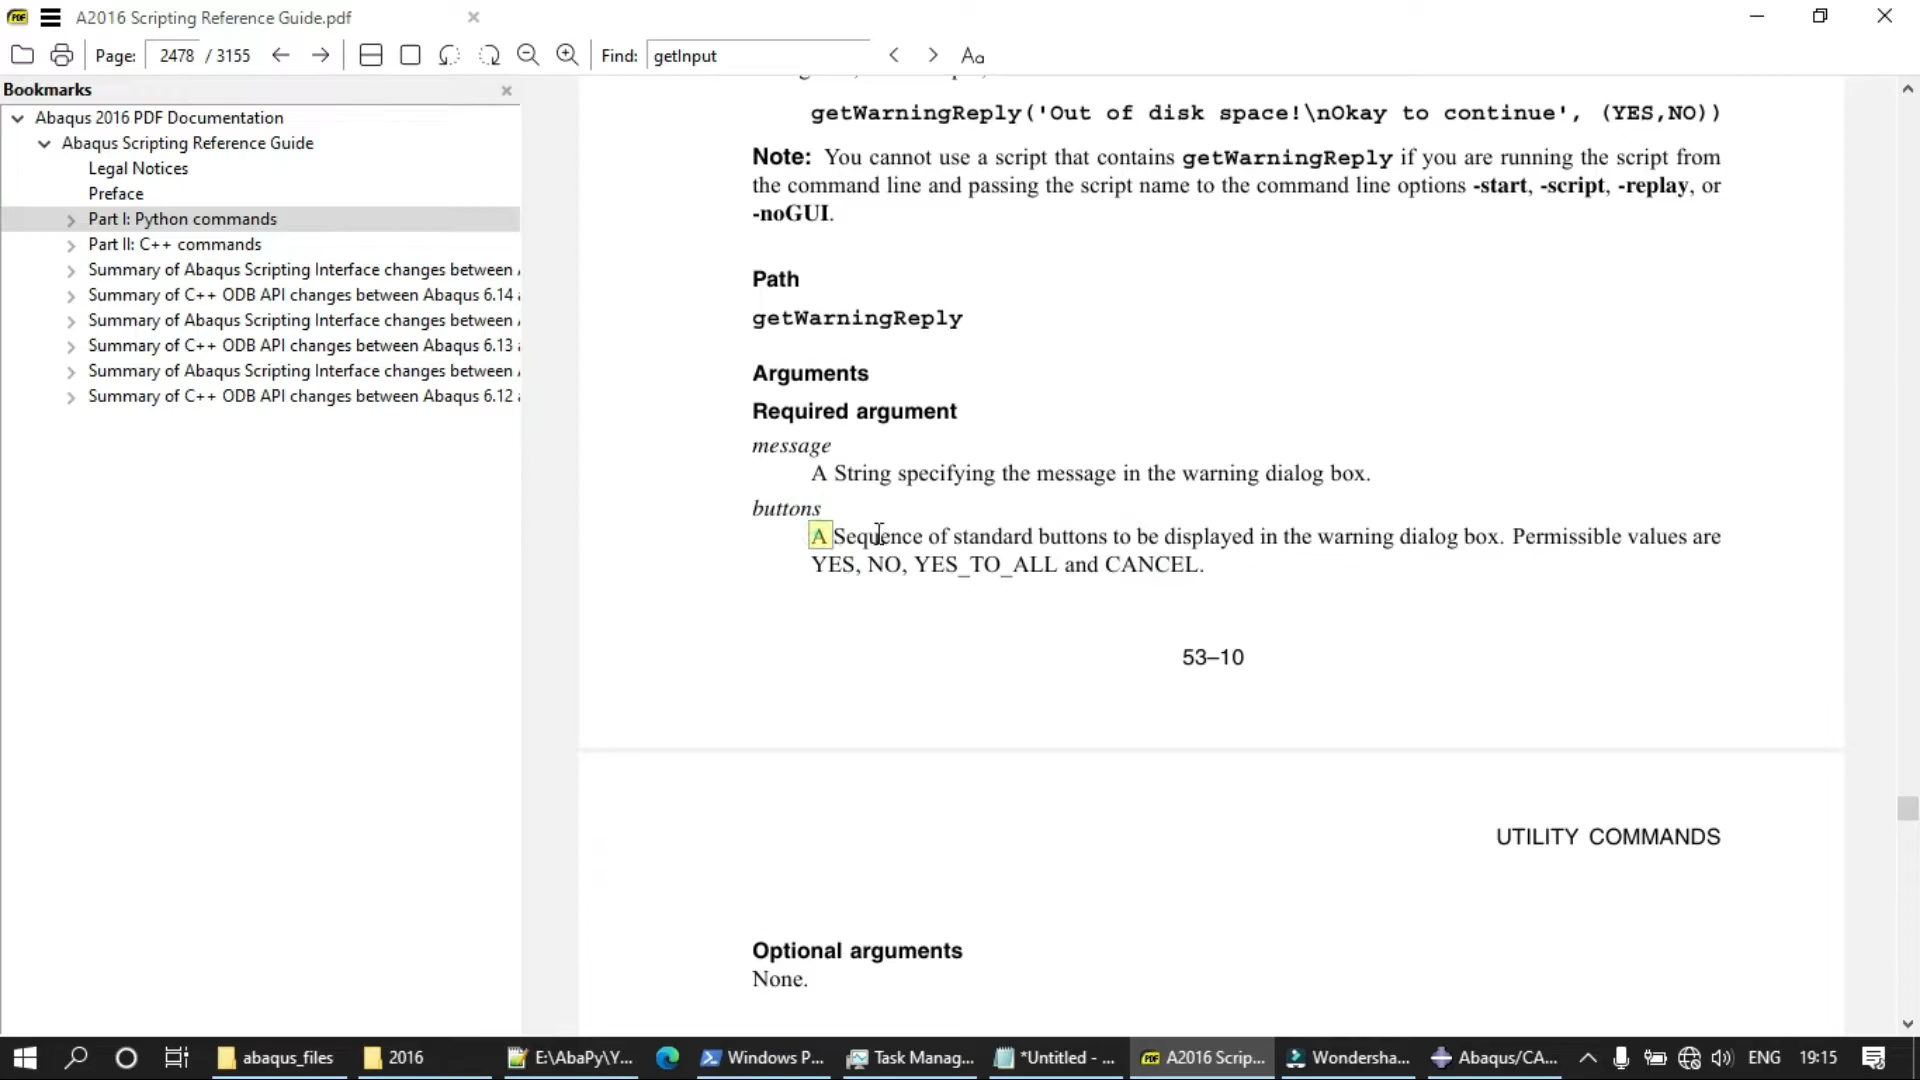 A2016 Scripting Reference Guide.pdf
Page: 2478 / 3155
Find: getInput
Bookmarks
Abaqus 2016 PDF Documentation
Abaqus Scripting Reference Guide
Legal Notices
Preface
Part I: Python commands
Part II: C++ commands
Summary of Abaqus Scripting Interface changes between
Summary of C++ ODB API changes between Abaqus 6.14
Summary of Abaqus Scripting Interface changes between
Summary of C++ ODB API changes between Abaqus 6.13
Summary of Abaqus Scripting Interface changes between
Summary of C++ ODB API changes between Abaqus 6.12
getWarningReply('Out of disk space!\nOkay to continue', (YES,NO))
Note: You cannot use a script that contains getWarningReply if you are running the script from
the command line and passing the script name to the command line options -start, -script, -replay, or
-noGUI.
Path
getWarningReply
Arguments
Required argument
message
A String specifying the message in the warning dialog box.
buttons
A Sequence of standard buttons to be displayed in the warning dialog box. Permissible values are
YES, NO, YES_TO_ALL and CANCEL.
53–10
UTILITY COMMANDS
Optional arguments
None.
abaqus_files
2016
E:\AbaPy\Y...
Windows P...
Task Manag...
*Untitled - ...
A2016 Scrip...
Wondersha...
Abaqus/CA...
ENG
19:15